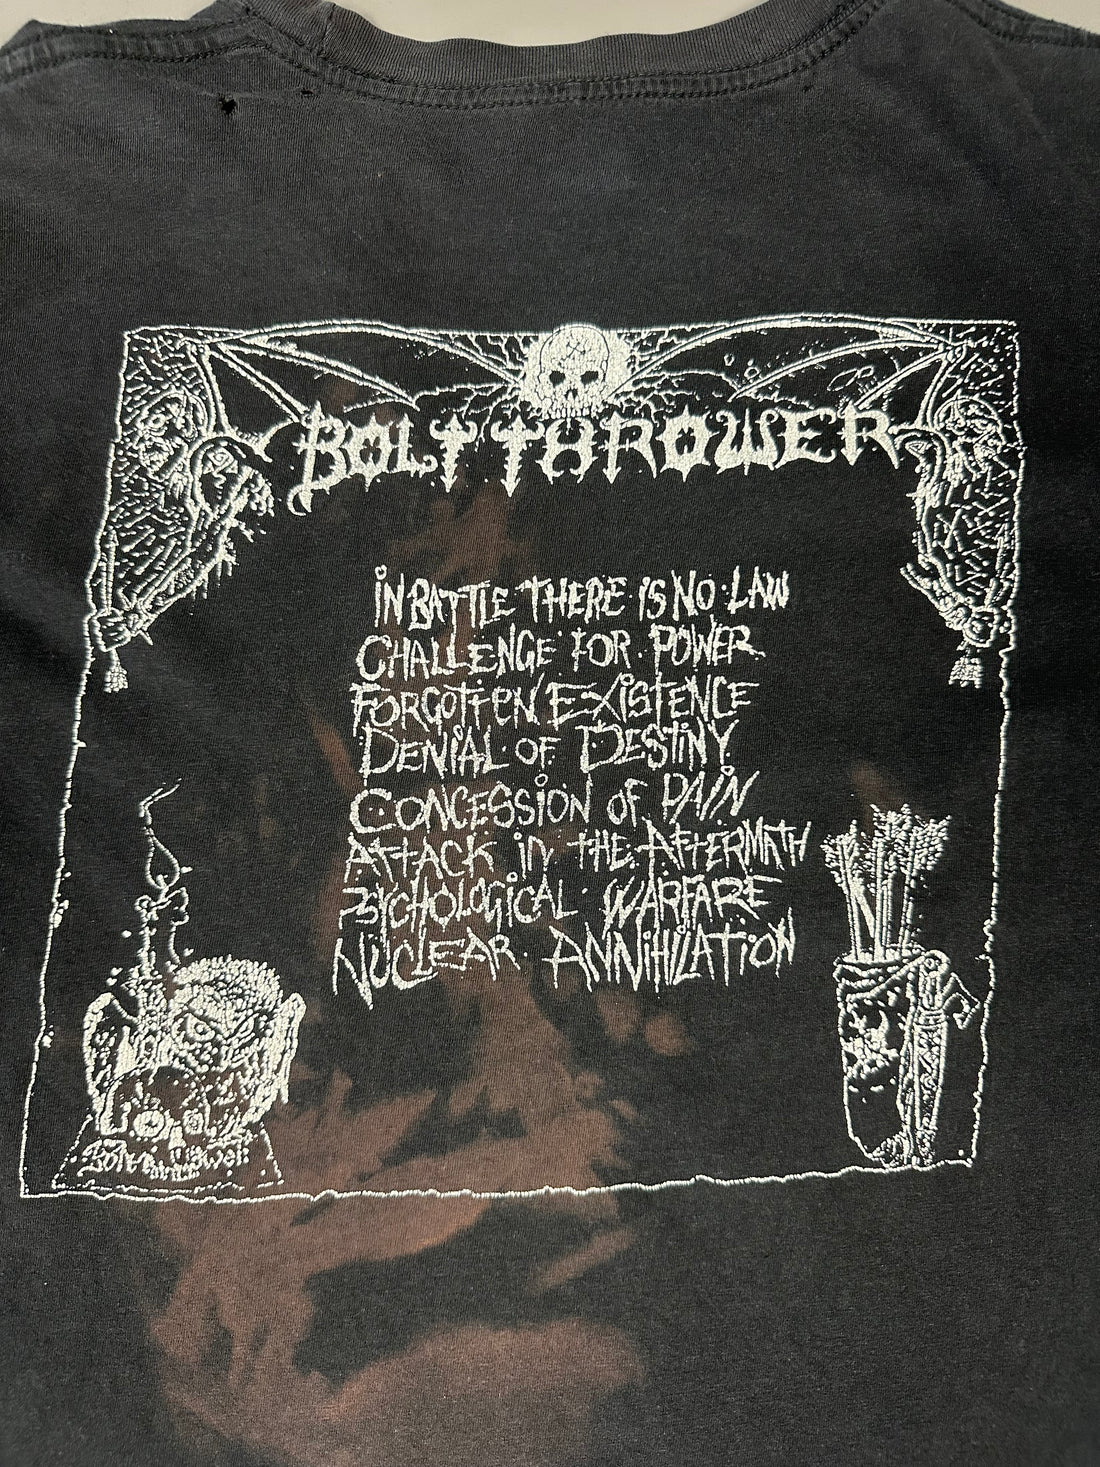 BOLT THROWER
IN BATTLE THERE IS NO LAW
CHALLENGE FOR POWER
FORGOTTEN EXISTENCE
DENIAL OF DESTINY
CONCESSION OF PAIN
ATTACK IN THE AFTERMATH
PSYCHOLOGICAL WARFARE
NUCLEAR ANNIHILATION